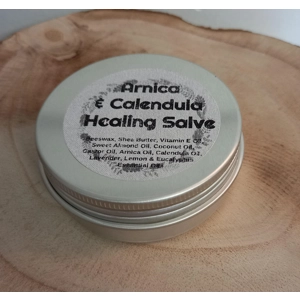 Arnica
& Calendula
Healing Salve
Beeswax, Shea Butter, Vitamin E Oil,
Sweet Almond Oil, Coconut Oil,
Castor Oil, Arnica Oil, Calendula Oil,
Lavender, Lemon & Eucalyptus
Essential Oils